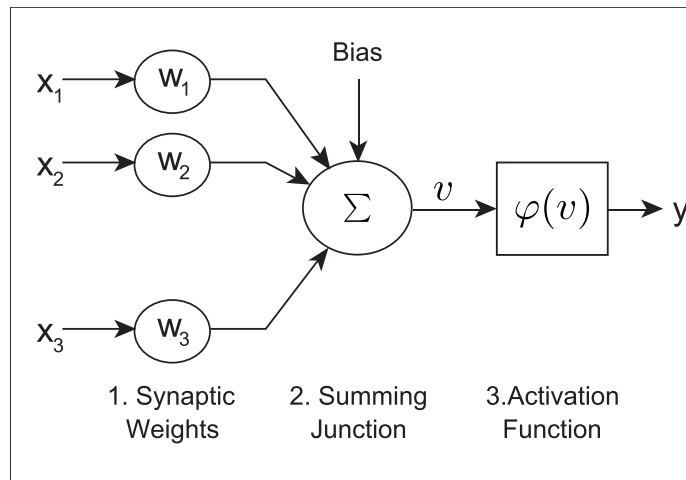 Bias
x₁ w₁
x₂ w₂
Σ v φ(v) y
x₃ w₃
1. Synaptic Weights
2. Summing Junction
3.Activation Function